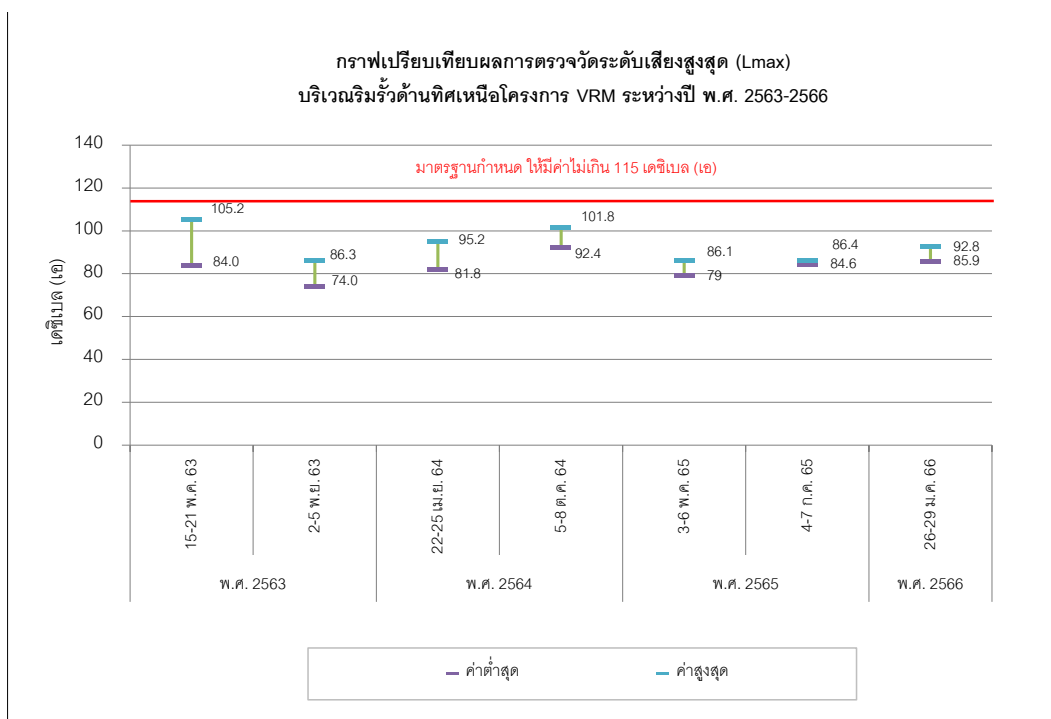 กราฟเปรียบเทียบผลการตรวจวัดระดับเสียงสูงสุด (Lmax)
บริเวณริมรั้วด้านทิศเหนือโครงการ VRM ระหว่างปี พ.ศ. 2563-2566
มาตรฐานกำหนด ให้มีค่าไม่เกิน 115 เดซิเบล (เอ)
เดซิเบล (เอ)
140
120
100
80
60
40
20
0
105.2
84.0
86.3
74.0
95.2
81.8
101.8
92.4
86.1
79
86.4
84.6
92.8
85.9
15-21 พ.ค. 63
2-5 พ.ย. 63
22-25 เม.ย. 64
5-8 ต.ค. 64
3-6 พ.ค. 65
4-7 ก.ค. 65
26-29 ม.ค. 66
พ.ศ. 2563
พ.ศ. 2564
พ.ศ. 2565
พ.ศ. 2566
ค่าต่ำสุด
ค่าสูงสุด